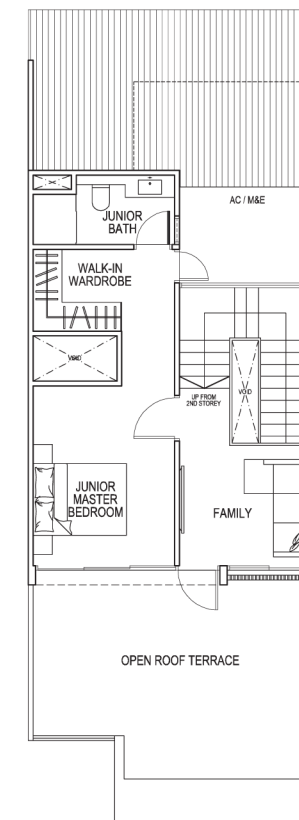 AC / M&E
JUNIOR
BATH
WALK-IN
WARDROBE
VOID
UP FROM
2ND STOREY
VOID
JUNIOR
MASTER
BEDROOM
FAMILY
OPEN ROOF TERRACE